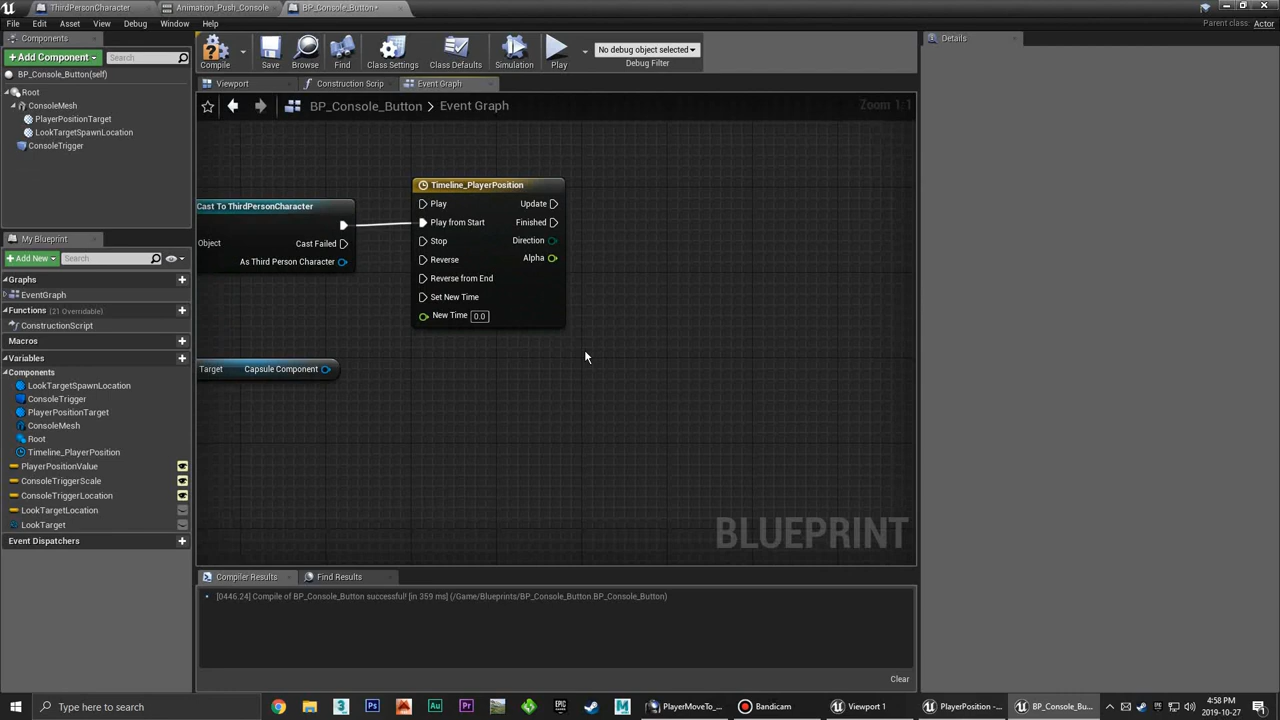 ThirdPersonCharacter
Animation_Push_Console
BP_Console_Button*
File Edit Asset View Debug Window Help
Parent class: Actor
Components
+Add Component
Search
BP_Console_Button(self)
Root
ConsoleMesh
PlayerPositionTarget
LookTargetSpawnLocation
ConsoleTrigger
My Blueprint
+Add New
Search
Graphs
EventGraph
Functions (21 Overridable)
ConstructionScript
Macros
Variables
Components
LookTargetSpawnLocation
ConsoleTrigger
PlayerPositionTarget
ConsoleMesh
Root
Timeline_PlayerPosition
PlayerPositionValue
ConsoleTriggerScale
ConsoleTriggerLocation
LookTargetLocation
LookTarget
Event Dispatchers
Compile Save Browse Find Class Settings Class Defaults Simulation Play
No debug object selected
Debug Filter
Viewport Construction Scrip Event Graph
BP_Console_Button > Event Graph
Zoom 1:1
Cast To ThirdPersonCharacter
Object
Cast Failed
As Third Person Character
Target Capsule Component
Timeline_PlayerPosition
Play Update
Play from Start Finished
Stop Direction
Reverse Alpha
Reverse from End
Set New Time
New Time 0.0
BLUEPRINT
Compiler Results Find Results
[0446.24] Compile of BP_Console_Button successful! [in 359 ms] (/Game/Blueprints/BP_Console_Button.BP_Console_Button)
Clear
Details
Type here to search
PlayerMoveTo_...
Bandicam
Viewport 1
PlayerPosition -...
BP_Console_Bu...
4:58 PM
2019-10-27